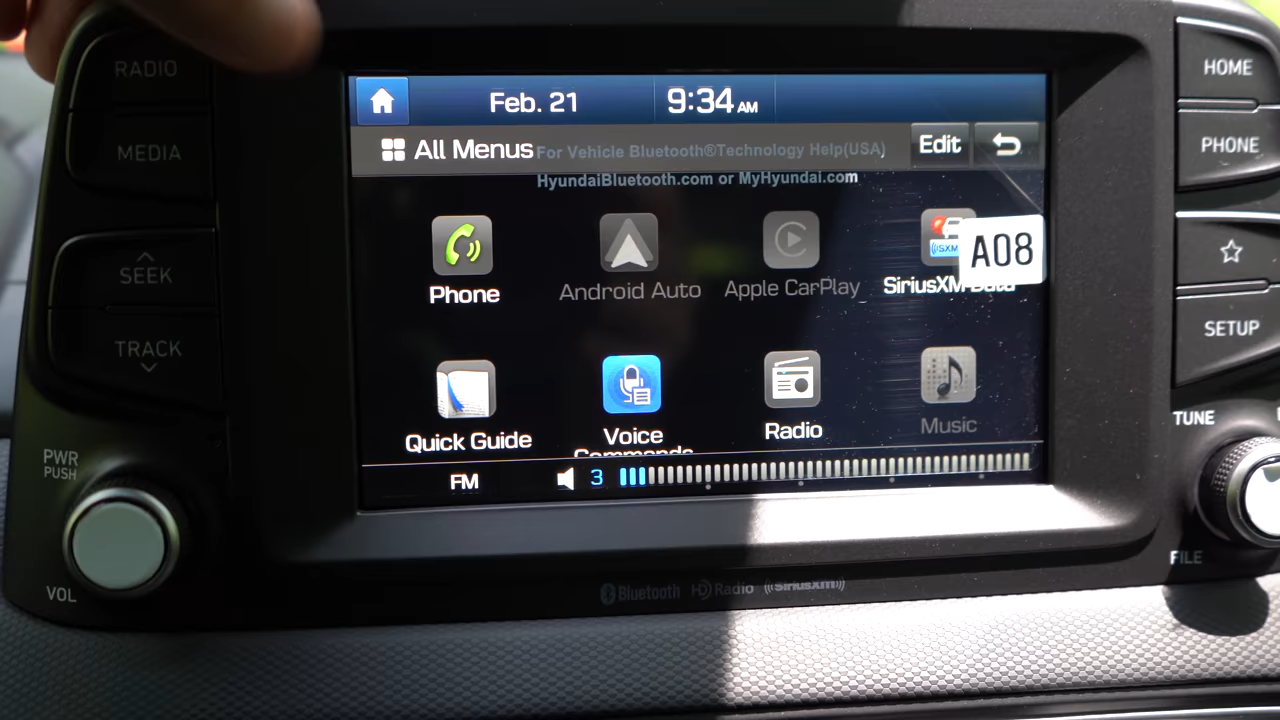 RADIO
MEDIA
SEEK
TRACK
PWR
PUSH
VOL
Feb. 21
9:34 AM
All Menus
For Vehicle Bluetooth®Technology Help(USA)
HyundaiBluetooth.com or MyHyundai.com
Edit
Phone
Android Auto
Apple CarPlay
SXM
SiriusXM Data
A08
Quick Guide
Voice
Commands
Radio
Music
FM
3
Bluetooth
HD Radio
SiriusXM
HOME
PHONE
SETUP
TUNE
FILE